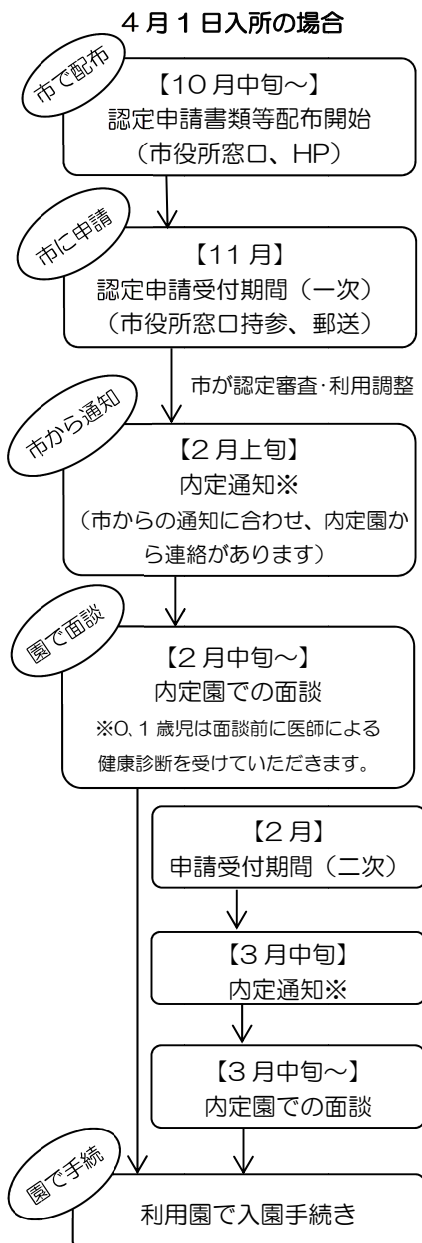 4月1日入所の場合
市で配布
【10月中旬～】
認定申請書類等配布開始
（市役所窓口、HP）
市に申請
【11月】
認定申請受付期間（一次）
（市役所窓口持参、郵送）
市が認定審査・利用調整
市から通知
【2月上旬】
内定通知※
（市からの通知に合わせ、内定園か
ら連絡があります）
園で面談
【2月中旬～】
内定園での面談
※0、1歳児は面談前に医師による
健康診断を受けていただきます。
【2月】
申請受付期間（二次）
【3月中旬】
内定通知※
【3月中旬～】
内定園での面談
園で手続
利用園で入園手続き